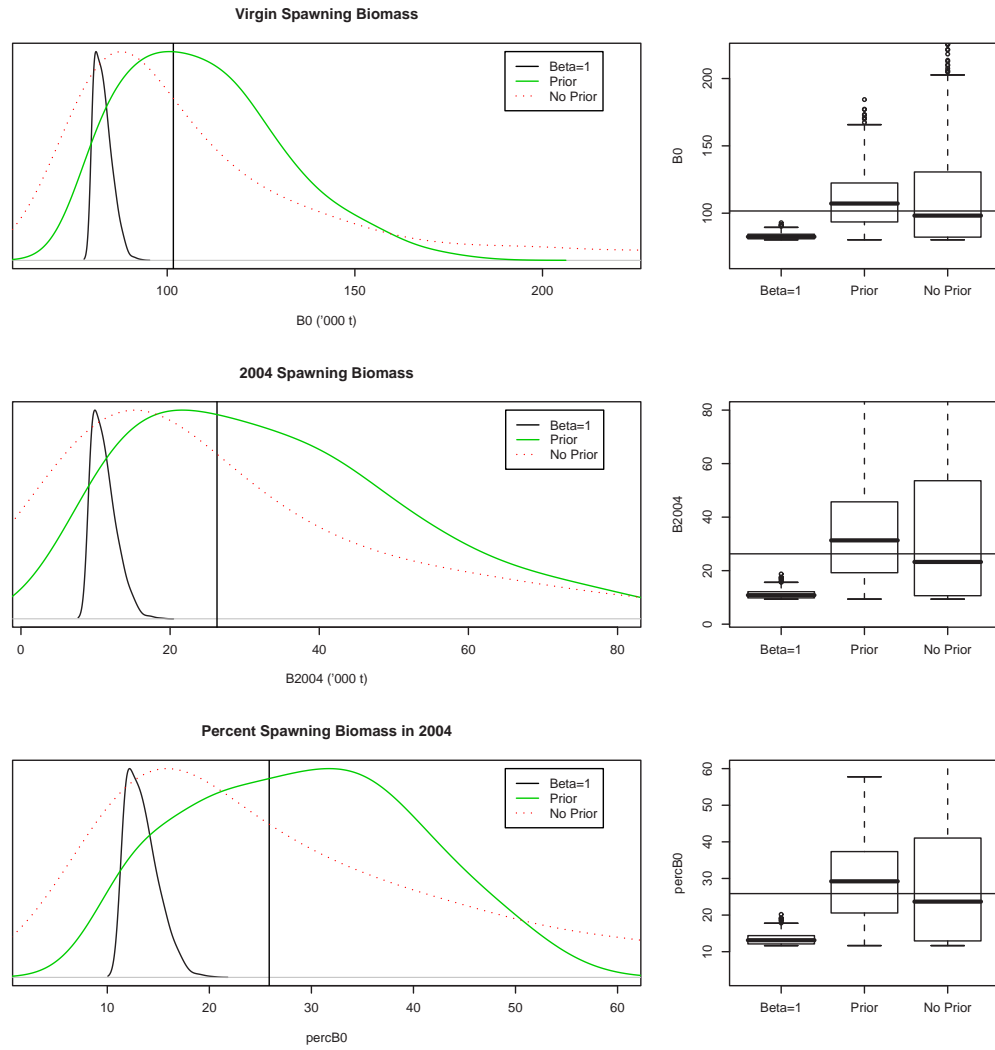 Virgin Spawning Biomass
Beta=1
Prior
No Prior
100
150
200
B0 ('000 t)
B0
100
150
200
Beta=1
Prior
No Prior
2004 Spawning Biomass
Beta=1
Prior
No Prior
0
20
40
60
80
B2004 ('000 t)
B2004
0
20
40
60
80
Beta=1
Prior
No Prior
Percent Spawning Biomass in 2004
Beta=1
Prior
No Prior
10
20
30
40
50
60
percB0
percB0
10
20
30
40
50
60
Beta=1
Prior
No Prior